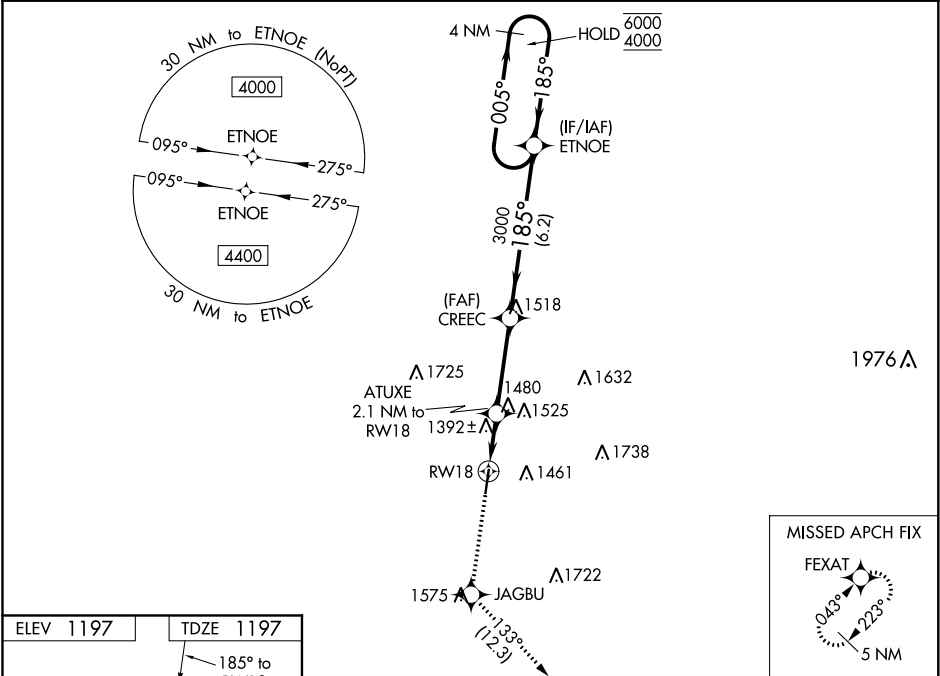 30 NM to ETNOE (NoPT)
4000
ETNOE
095°
275°
095°
275°
ETNOE
4400
30 NM to ETNOE
4 NM
HOLD
6000
4000
005°
185°
(IF/IAF)
ETNOE
3000
185°
(6.2)
(FAF)
CREEC
1518
1976
1725
1632
ATUXE
2.1 NM to
RW18
1480
1525
1392±
1738
RW18
1461
1722
1575
JAGBU
133°
(12.3)
MISSED APCH FIX
FEXAT
043°
223°
5 NM
ELEV 1197
TDZE 1197
185° to